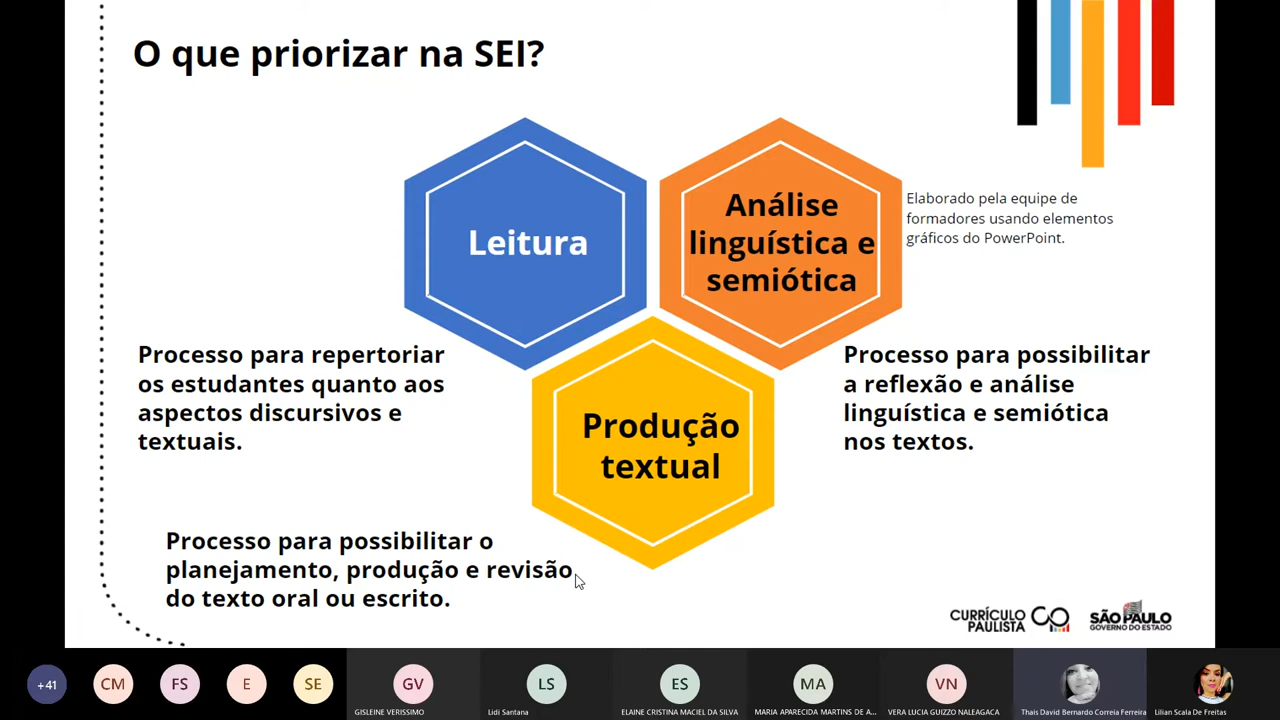 O que priorizar na SEI?
Leitura
Análise
linguística e
semiótica
Elaborado pela equipe de
formadores usando elementos
gráficos do PowerPoint.
Processo para repertoriar
os estudantes quanto aos
aspectos discursivos e
textuais.
Processo para possibilitar
a reflexão e análise
linguística e semiótica
nos textos.
Produção
textual
Processo para possibilitar o
planejamento, produção e revisão
do texto oral ou escrito.
CURRÍCULO
PAULISTA
SÃO PAULO
GOVERNO DO ESTADO
+41
CM
FS
E
SE
GV
LS
ES
MA
VN
GISLEINE VERISSIMO
Lidi Santana
ELAINE CRISTINA MACIEL DA SILVA
MARIA APARECIDA MARTINS DE A...
VERA LUCIA GUIZZO NALEAGACA
Thais David Bernardo Correia Ferreira
Lilian Scala De Freitas